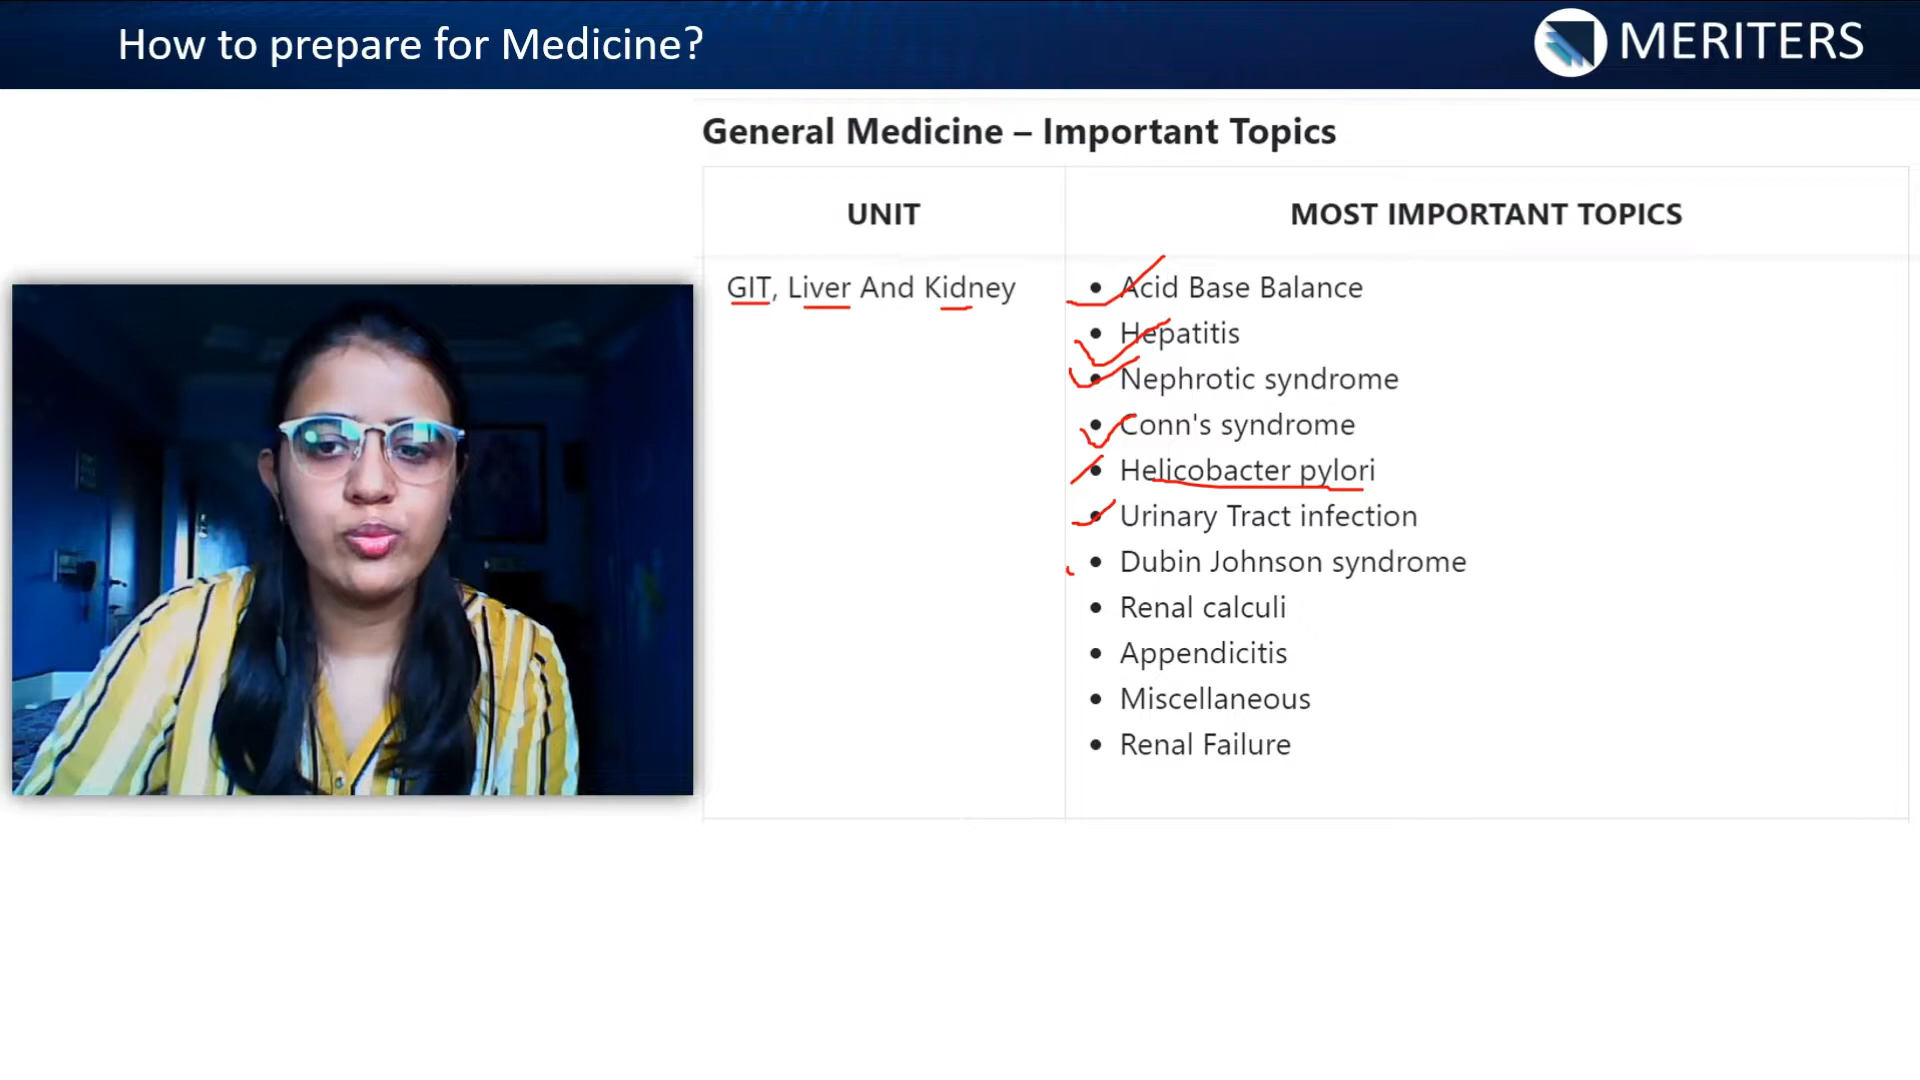 How to prepare for Medicine?
MERITERS
General Medicine – Important Topics
UNIT
MOST IMPORTANT TOPICS
GIT, Liver And Kidney
• Acid Base Balance
• Hepatitis
• Nephrotic syndrome
• Conn's syndrome
• Helicobacter pylori
• Urinary Tract infection
• Dubin Johnson syndrome
• Renal calculi
• Appendicitis
• Miscellaneous
• Renal Failure